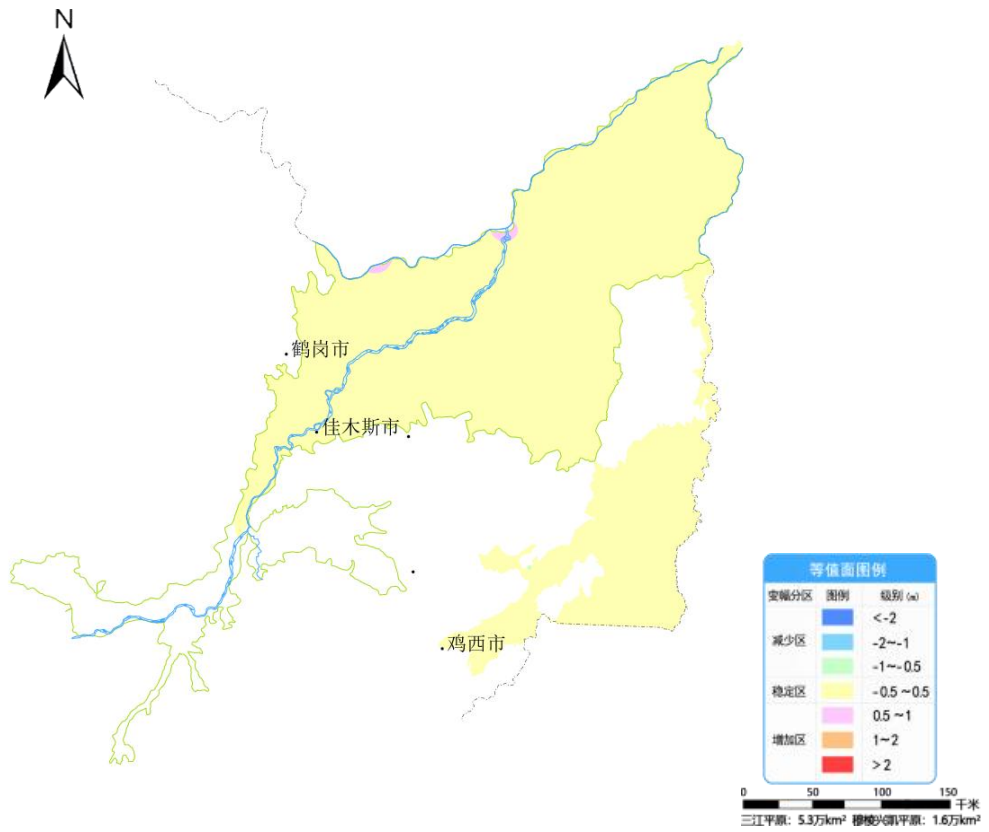 N
鹤岗市
佳木斯市
鸡西市
等值面图例
变幅分区 图例 级别 (m)
减少区
<-2
-2~-1
-1~-0.5
稳定区
-0.5 ~0.5
增加区
0.5 ~1
1~2
>2
0 50 100 150 千米
三江平原：5.3万km² 穆棱兴凯平原：1.6万km²